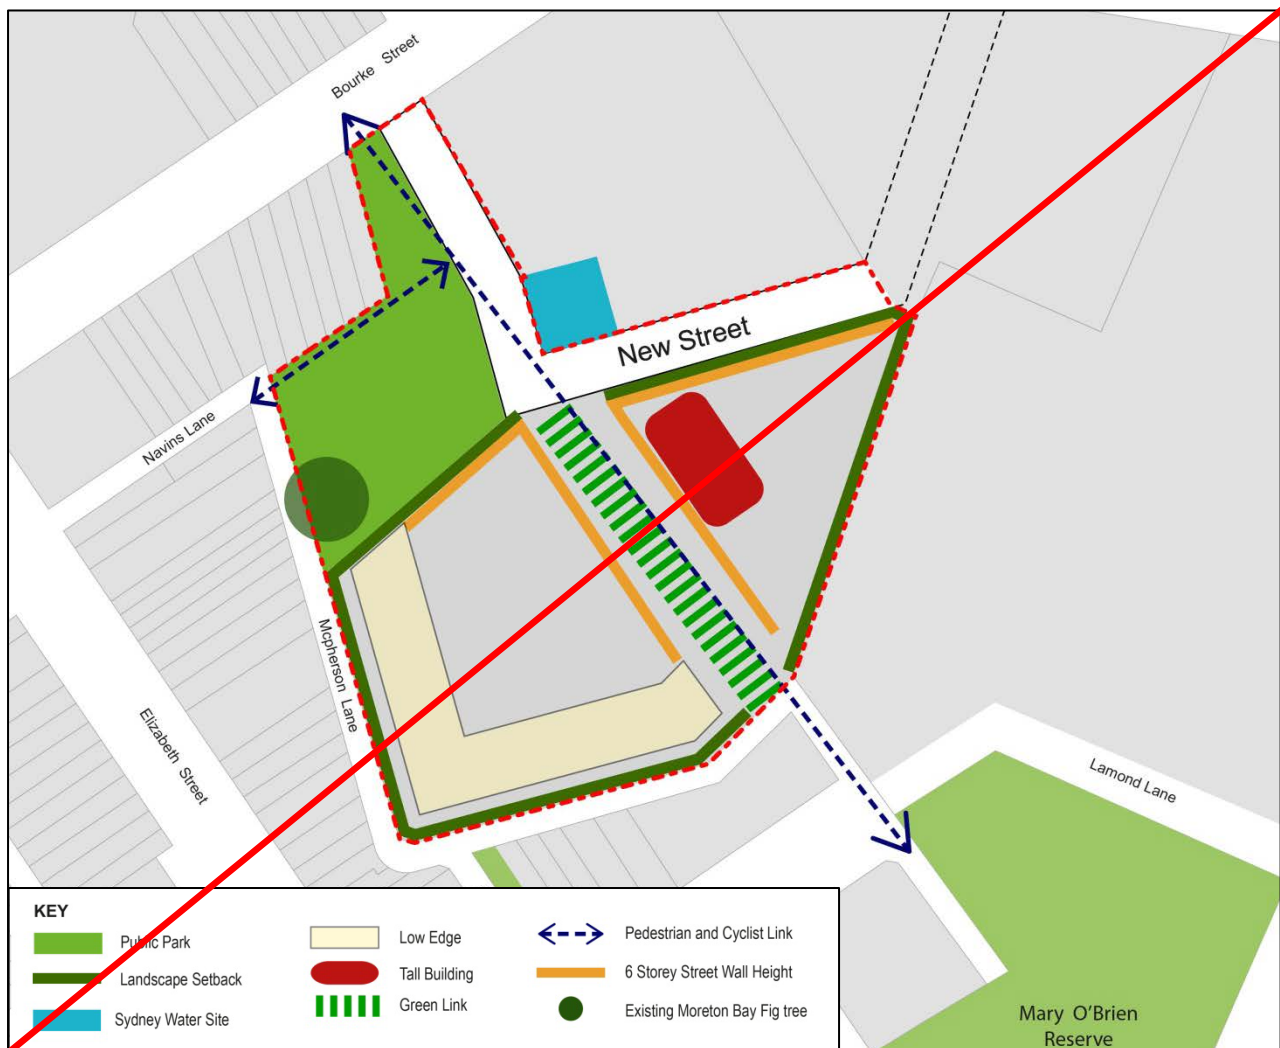 Bourke Street
New Street
Navins Lane
Mcpherson Lane
Elizabeth Street
Lamond Lane
KEY
Public Park
Landscape Setback
Sydney Water Site
Low Edge
Tall Building
Green Link
Pedestrian and Cyclist Link
6 Storey Street Wall Height
Existing Moreton Bay Fig tree
Mary O'Brien
Reserve